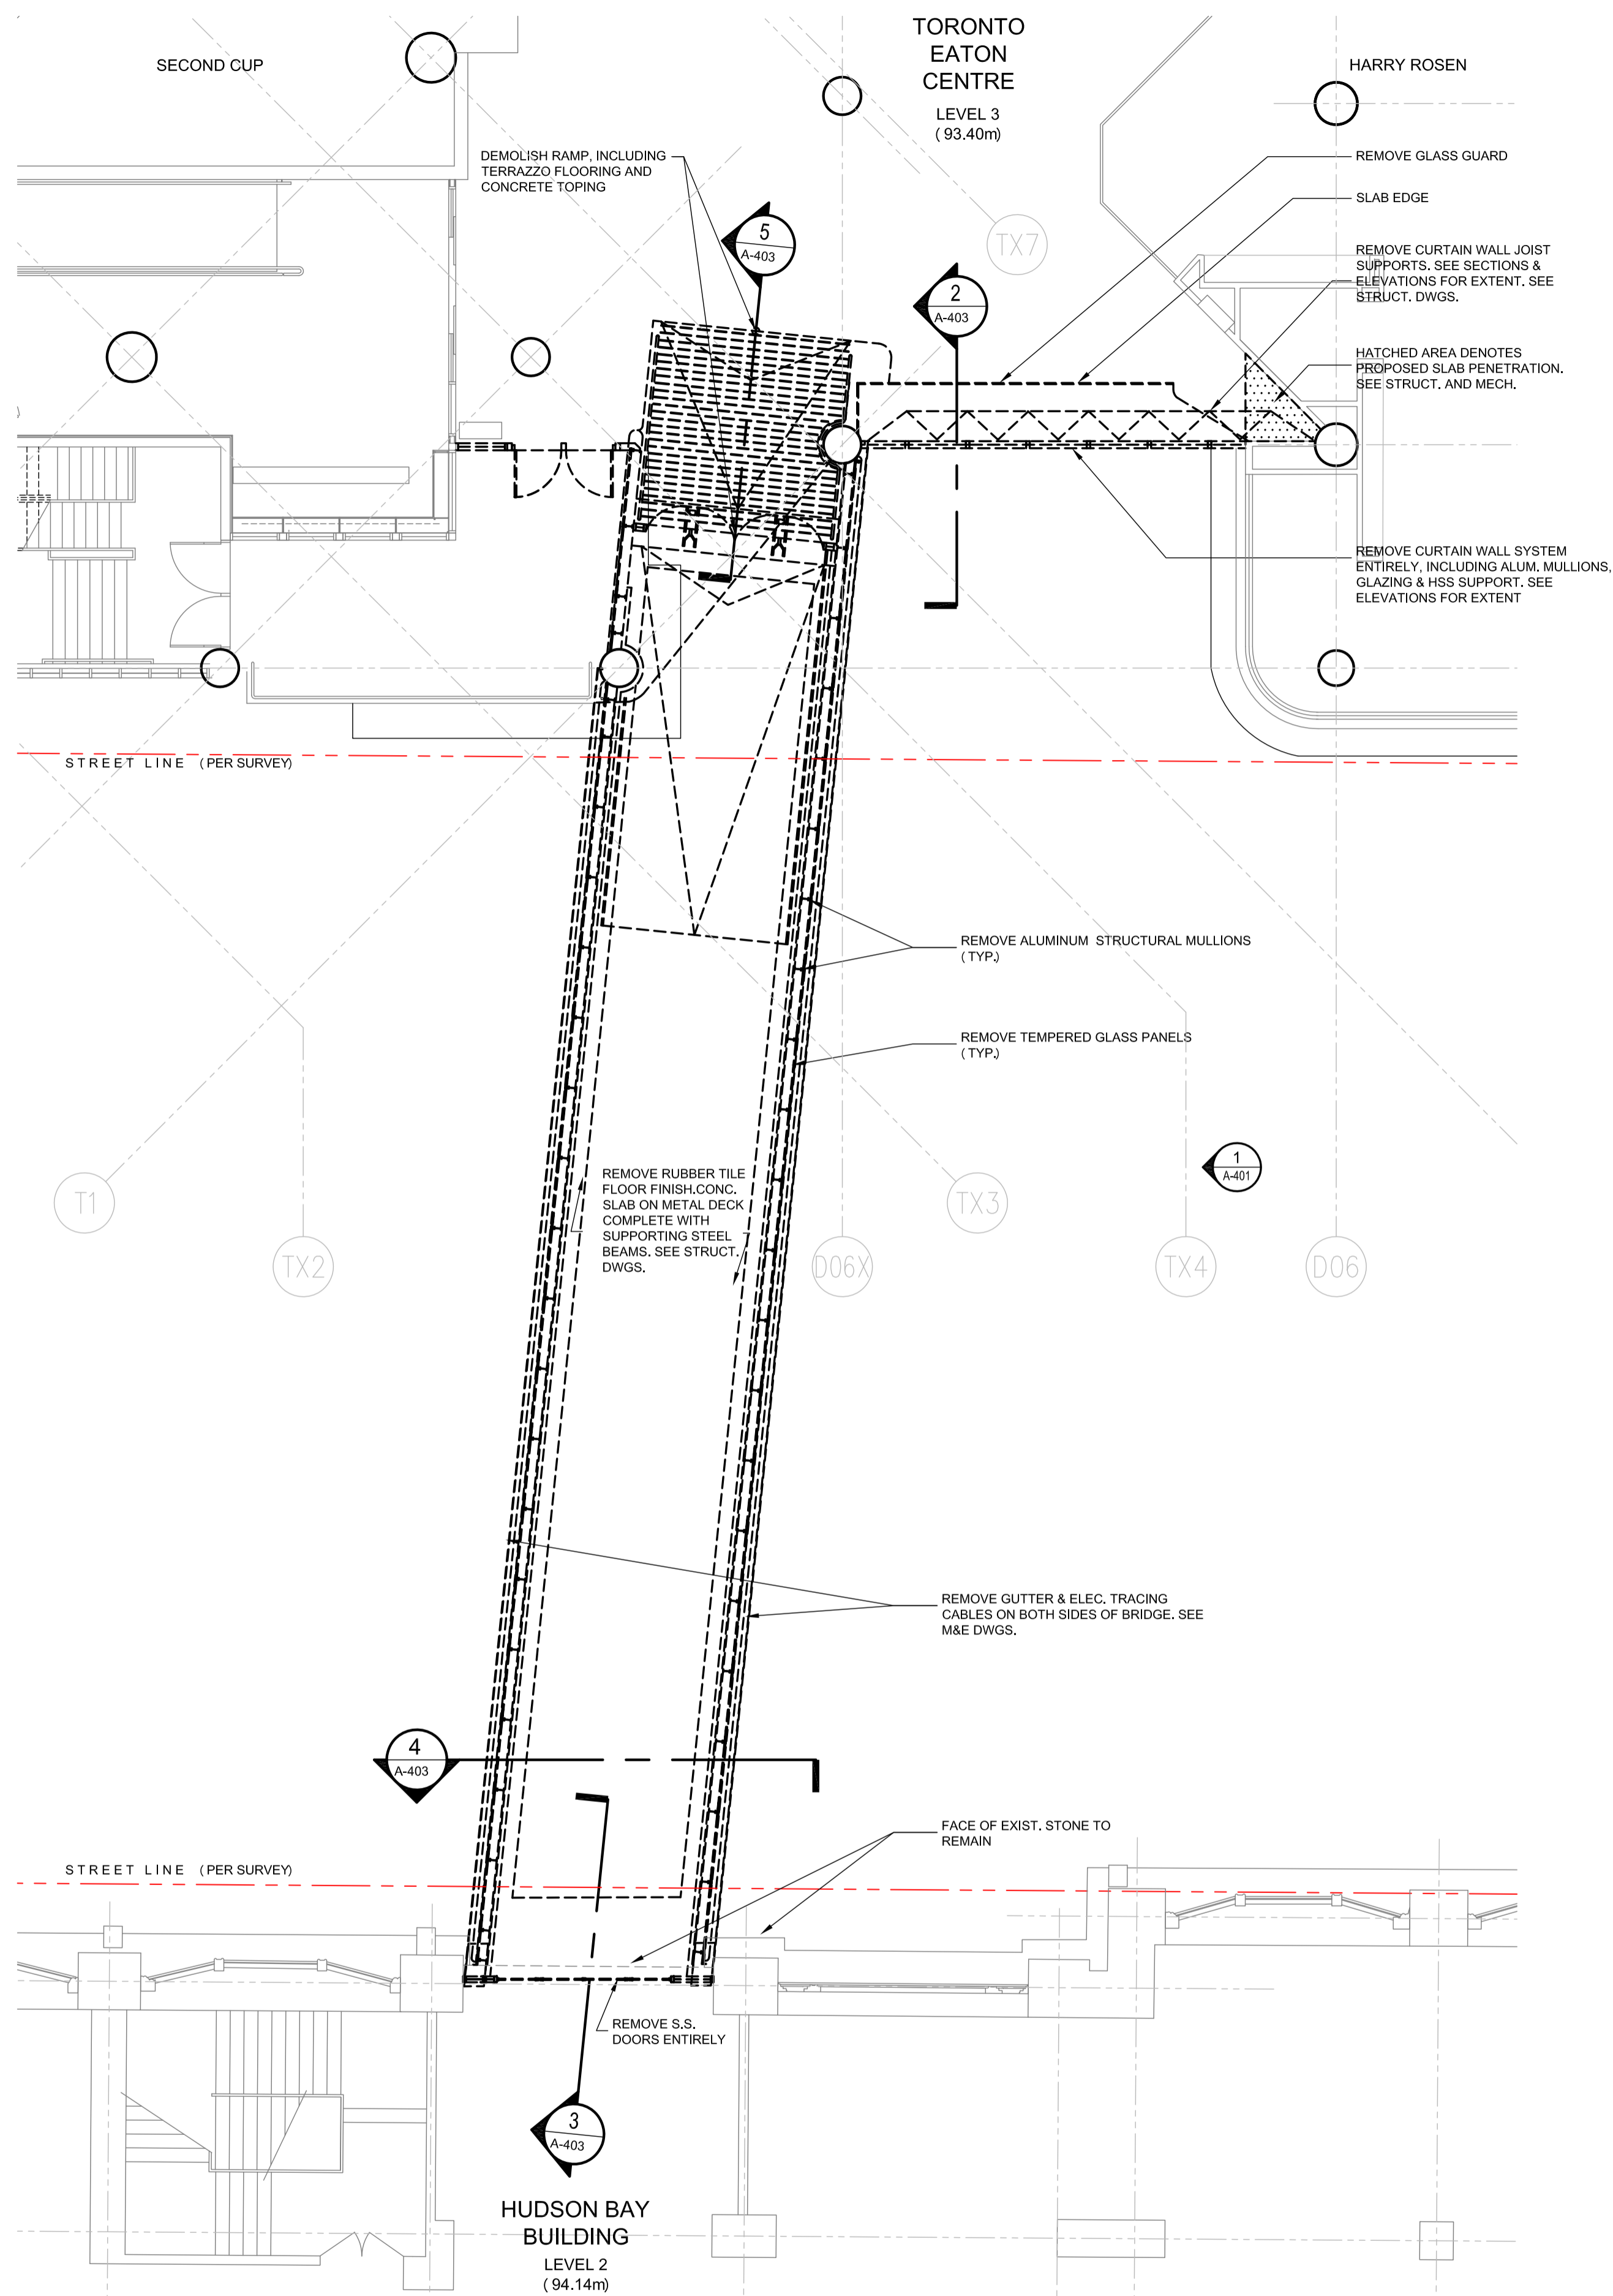 TORONTO
EATON
CENTRE
LEVEL 3
( 93.40m)
SECOND CUP
HARRY ROSEN
DEMOLISH RAMP, INCLUDING
TERRAZZO FLOORING AND
CONCRETE TOPING
5
A-403
TX7
2
A-403
REMOVE GLASS GUARD
SLAB EDGE
REMOVE CURTAIN WALL JOIST
SUPPORTS. SEE SECTIONS &
ELEVATIONS FOR EXTENT. SEE
STRUCT. DWGS.
HATCHED AREA DENOTES
PROPOSED SLAB PENETRATION.
SEE STRUCT. AND MECH.
REMOVE CURTAIN WALL SYSTEM
ENTIRELY, INCLUDING ALUM. MULLIONS,
GLAZING & HSS SUPPORT. SEE
ELEVATIONS FOR EXTENT
STREET LINE (PER SURVEY)
REMOVE ALUMINUM STRUCTURAL MULLIONS
( TYP.)
REMOVE TEMPERED GLASS PANELS
( TYP.)
1
A-401
REMOVE RUBBER TILE
FLOOR FINISH.CONC.
SLAB ON METAL DECK
COMPLETE WITH
SUPPORTING STEEL
BEAMS. SEE STRUCT.
DWGS.
T1
TX2
TX3
D06X
TX4
D06
REMOVE GUTTER & ELEC. TRACING
CABLES ON BOTH SIDES OF BRIDGE. SEE
M&E DWGS.
4
A-403
FACE OF EXIST. STONE TO
REMAIN
STREET LINE (PER SURVEY)
REMOVE S.S.
DOORS ENTIRELY
3
A-403
HUDSON BAY
BUILDING
LEVEL 2
( 94.14m)